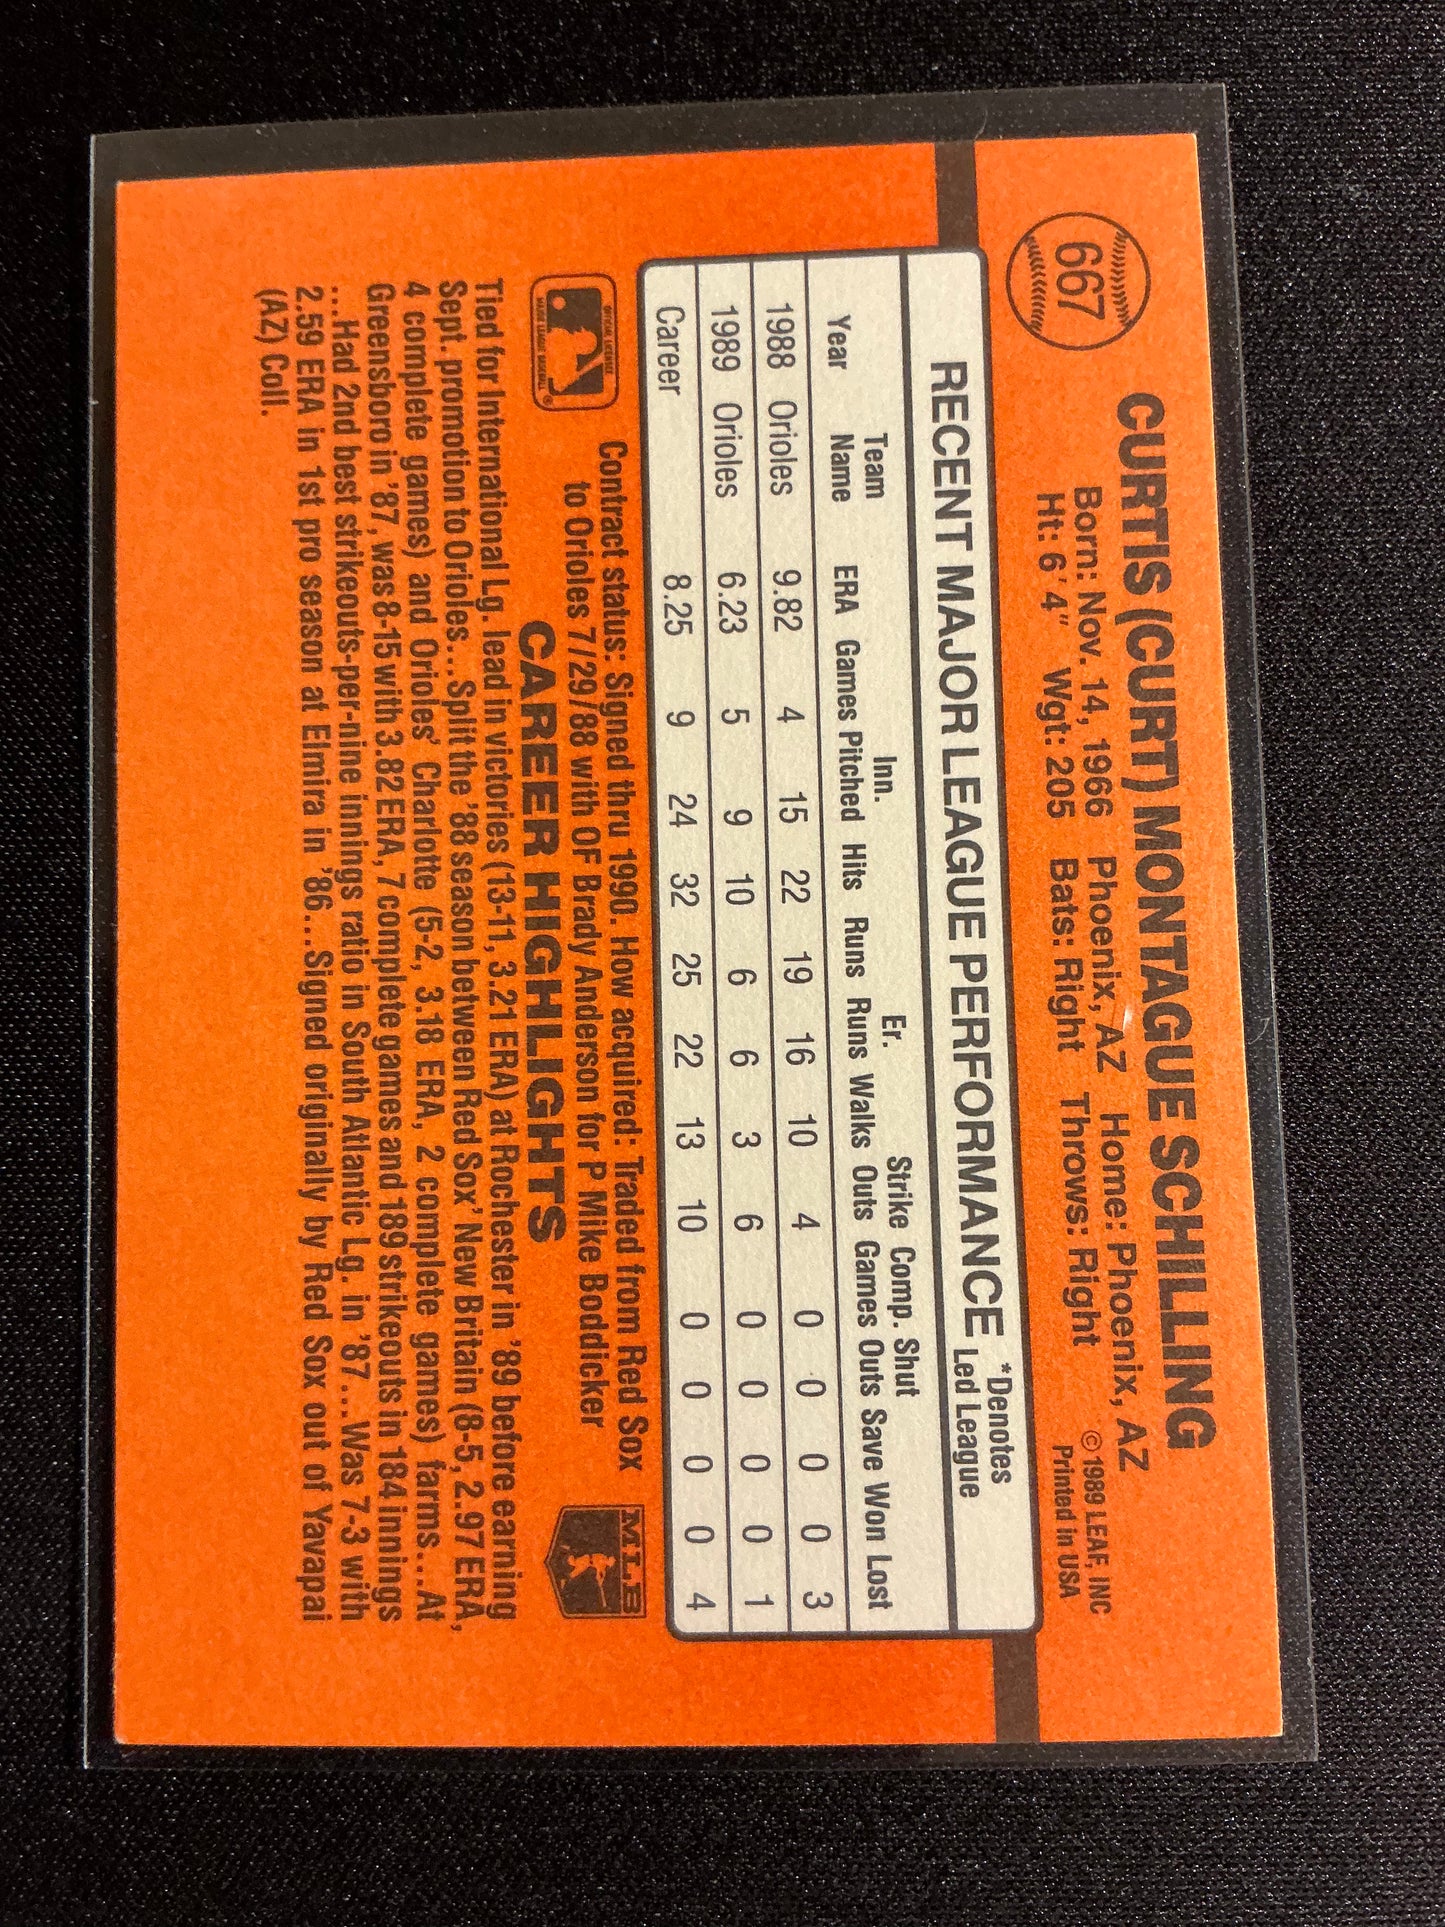 667
CURTIS (CURT) MONTAGUE SCHILLING
Born: Nov. 14, 1966 Phoenix, AZ Home: Phoenix, AZ
Ht: 6' 4" Wgt: 205 Bats: Right Throws: Right
© 1989 LEAF, INC
Printed in USA
RECENT MAJOR LEAGUE PERFORMANCE *Denotes Led League
Team Inn. Er. Strike Comp. Shut
Year Name ERA Games Pitched Hits Runs Runs Walks Outs Games Outs Save Won Lost
1988 Orioles 9.82 4 15 22 19 16 10 4 0 0 0 0 3
1989 Orioles 6.23 5 9 10 6 6 3 6 0 0 0 0 1
Career 8.25 9 24 32 25 22 13 10 0 0 0 0 4
OFFICIAL LICENSEE
MAJOR LEAGUE BASEBALL ®
Contract status: Signed thru 1990. How acquired: Traded from Red Sox
to Orioles 7/29/88 with OF Brady Anderson for P Mike Boddicker
MLB
CAREER HIGHLIGHTS
Tied for International Lg. lead in victories (13-11, 3.21 ERA) at Rochester in '89 before earning
Sept. promotion to Orioles...Split the '88 season between Red Sox' New Britain (8-5, 2.97 ERA,
4 complete games) and Orioles' Charlotte (5-2, 3.18 ERA, 2 complete games) farms...At
Greensboro in '87, was 8-15 with 3.82 ERA, 7 complete games and 189 strikeouts in 184 innings
...Had 2nd best strikeouts-per-nine innings ratio in South Atlantic Lg. in '87...Was 7-3 with
2.59 ERA in 1st pro season at Elmira in '86...Signed originally by Red Sox out of Yavapai
(AZ) Coll.